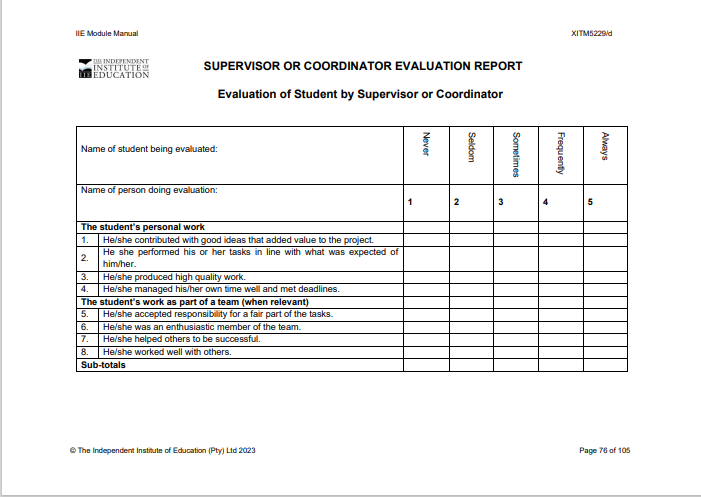 IIE Module Manual XITM5229/d
THE INDEPENDENT
INSTITUTE OF
EDUCATION
SUPERVISOR OR COORDINATOR EVALUATION REPORT
Evaluation of Student by Supervisor or Coordinator
Name of student being evaluated: Never Seldom Sometimes Frequently Always
Name of person doing evaluation:
1 2 3 4 5
The student's personal work
1. He/she contributed with good ideas that added value to the project.
2. He she performed his or her tasks in line with what was expected of
him/her.
3. He/she produced high quality work.
4. He/she managed his/her own time well and met deadlines.
The student's work as part of a team (when relevant)
5. He/she accepted responsibility for a fair part of the tasks.
6. He/she was an enthusiastic member of the team.
7. He/she helped others to be successful.
8. He/she worked well with others.
Sub-totals
© The Independent Institute of Education (Pty) Ltd 2023 Page 76 of 105